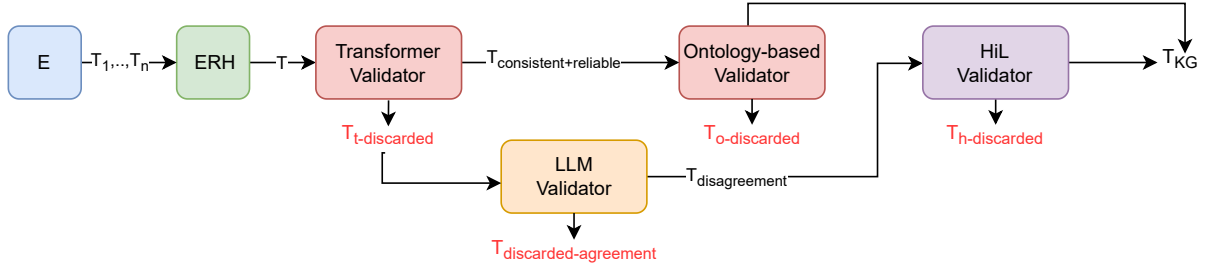 E
T1,..,Tn
ERH
T
Transformer
Validator
Tconsistent+reliable
Ontology-based
Validator
HiL
Validator
TKG
Tt-discarded
To-discarded
Th-discarded
LLM
Validator
Tdisagreement
Tdiscarded-agreement